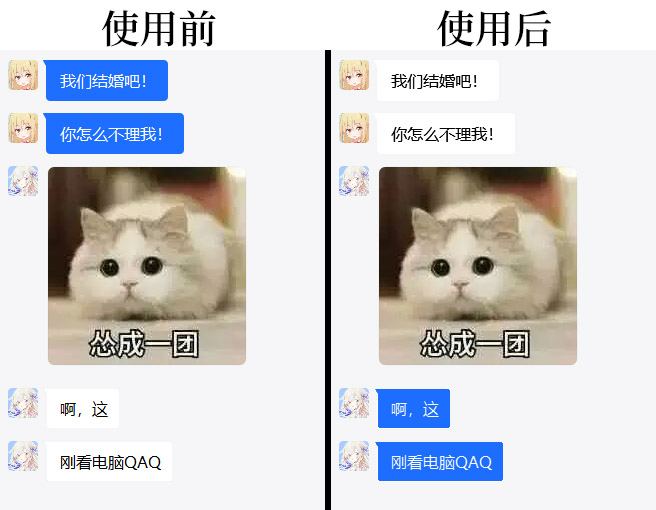 使用前
我们结婚吧！
你怎么不理我！
怂成一团
啊，这
刚看电脑QAQ
使用后
我们结婚吧！
你怎么不理我！
怂成一团
啊，这
刚看电脑QAQ